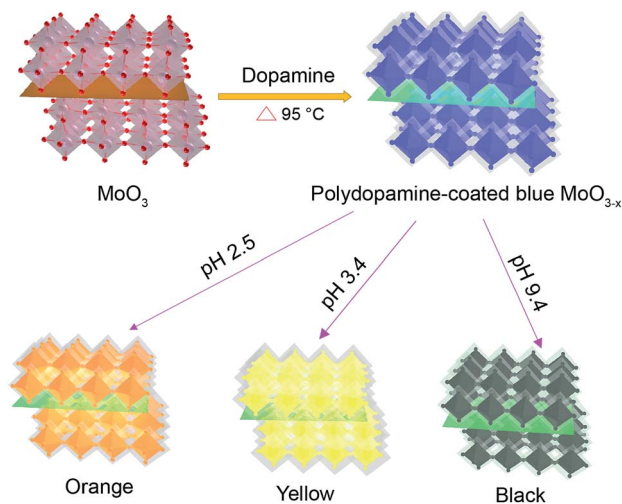 Dopamine
△ 95 °C
MoO₃
Polydopamine-coated blue MoO₃₋ₓ
pH 2.5
pH 3.4
pH 9.4
Orange
Yellow
Black